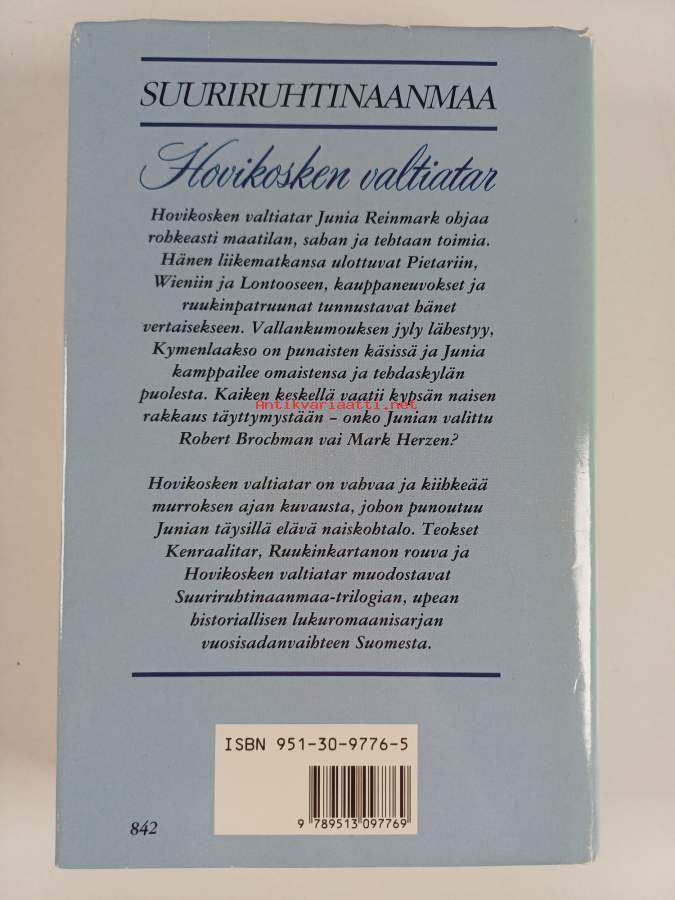 SUURIRUHTINAANMAA
Hovikosken valtiatar
Hovikosken valtiatar Junia Reinmark ohjaa
rohkeasti maatilan, sahan ja tehtaan toimia.
Hänen liikematkansa ulottuvat Pietariin,
Wieniin ja Lontooseen, kauppaneuvokset ja
ruukinpatruunat tunnustavat hänet
vertaisekseen. Vallankumouksen jyly lähestyy,
Kymenlaakso on punaisten käsissä ja Junia
kamppailee omaistensa ja tehdaskylän
puolesta. Kaiken keskellä vaatii kypsän naisen
Antikvariaatti.net
rakkaus täyttymystään – onko Junian valittu
Robert Brochman vai Mark Herzen?
Hovikosken valtiatar on vahvaa ja kiihkeää
murroksen ajan kuvausta, johon punoutuu
Junian täysillä elävä naiskohtalo. Teokset
Kenraalitar, Ruukinkartanon rouva ja
Hovikosken valtiatar muodostavat
Suuriruhtinaanmaa-trilogian, upean
historiallisen lukuromaanisarjan
vuosisadanvaihteen Suomesta.
ISBN 951-30-9776-5
9 789513 097769
842